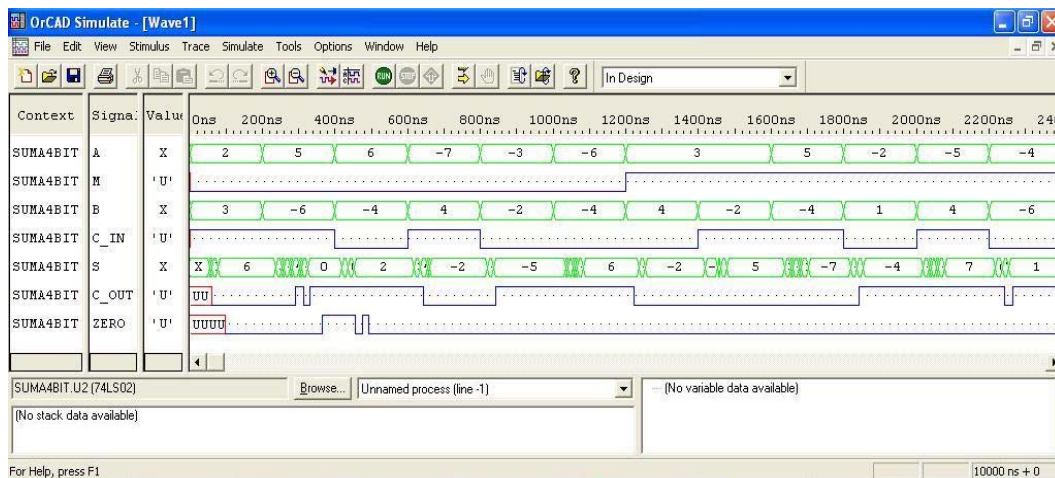 OrCAD Simulate - [Wave1]
File Edit View Stimulus Trace Simulate Tools Options Window Help
RUN STOP ? In Design
Context Signal Value 0ns 200ns 400ns 600ns 800ns 1000ns 1200ns 1400ns 1600ns 1800ns 2000ns 2200ns 24
SUMA4BIT A X 2 5 6 -7 -3 -6 3 5 -2 -5 -4
SUMA4BIT M 'U'
SUMA4BIT B X 3 -6 -4 4 -2 -4 4 -2 -4 1 4 -6
SUMA4BIT C_IN 'U'
SUMA4BIT S X X 6 0 2 -2 -5 6 -2 5 -7 -4 7 1
SUMA4BIT C_OUT 'U' UU
SUMA4BIT ZERO 'U' UUUU
SUMA4BIT.U2 (74LS02) Browse... Unnamed process (line -1) (No variable data available)
(No stack data available)
For Help, press F1 10000 ns + 0